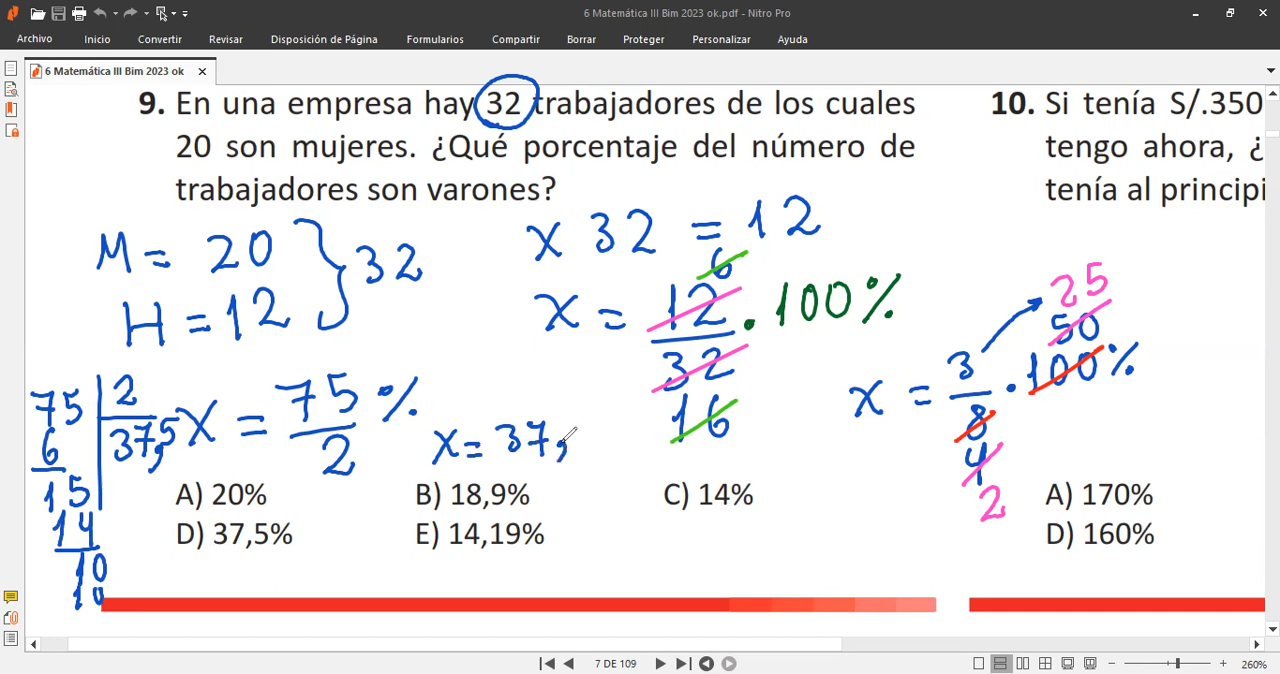 6 Matemática III Bim 2023 ok.pdf - Nitro Pro
Archivo Inicio Convertir Revisar Disposición de Página Formularios Compartir Borrar Proteger Personalizar Ayuda
6 Matemática III Bim 2023 ok
9. En una empresa hay 32 trabajadores de los cuales
20 son mujeres. ¿Qué porcentaje del número de
trabajadores son varones?
M = 20
H = 12
32
x 32 = 12
6
x = 12 . 100%
32
16
75 2
6 37,5
15
14
10
10
x = 75 %
2
x = 37,
25
50
x = 3 . 100%
8
4
2
A) 20% B) 18,9% C) 14%
D) 37,5% E) 14,19%
10. Si tenía S/.350
tengo ahora, ¿
tenía al principi
A) 170%
D) 160%
7 DE 109
260%